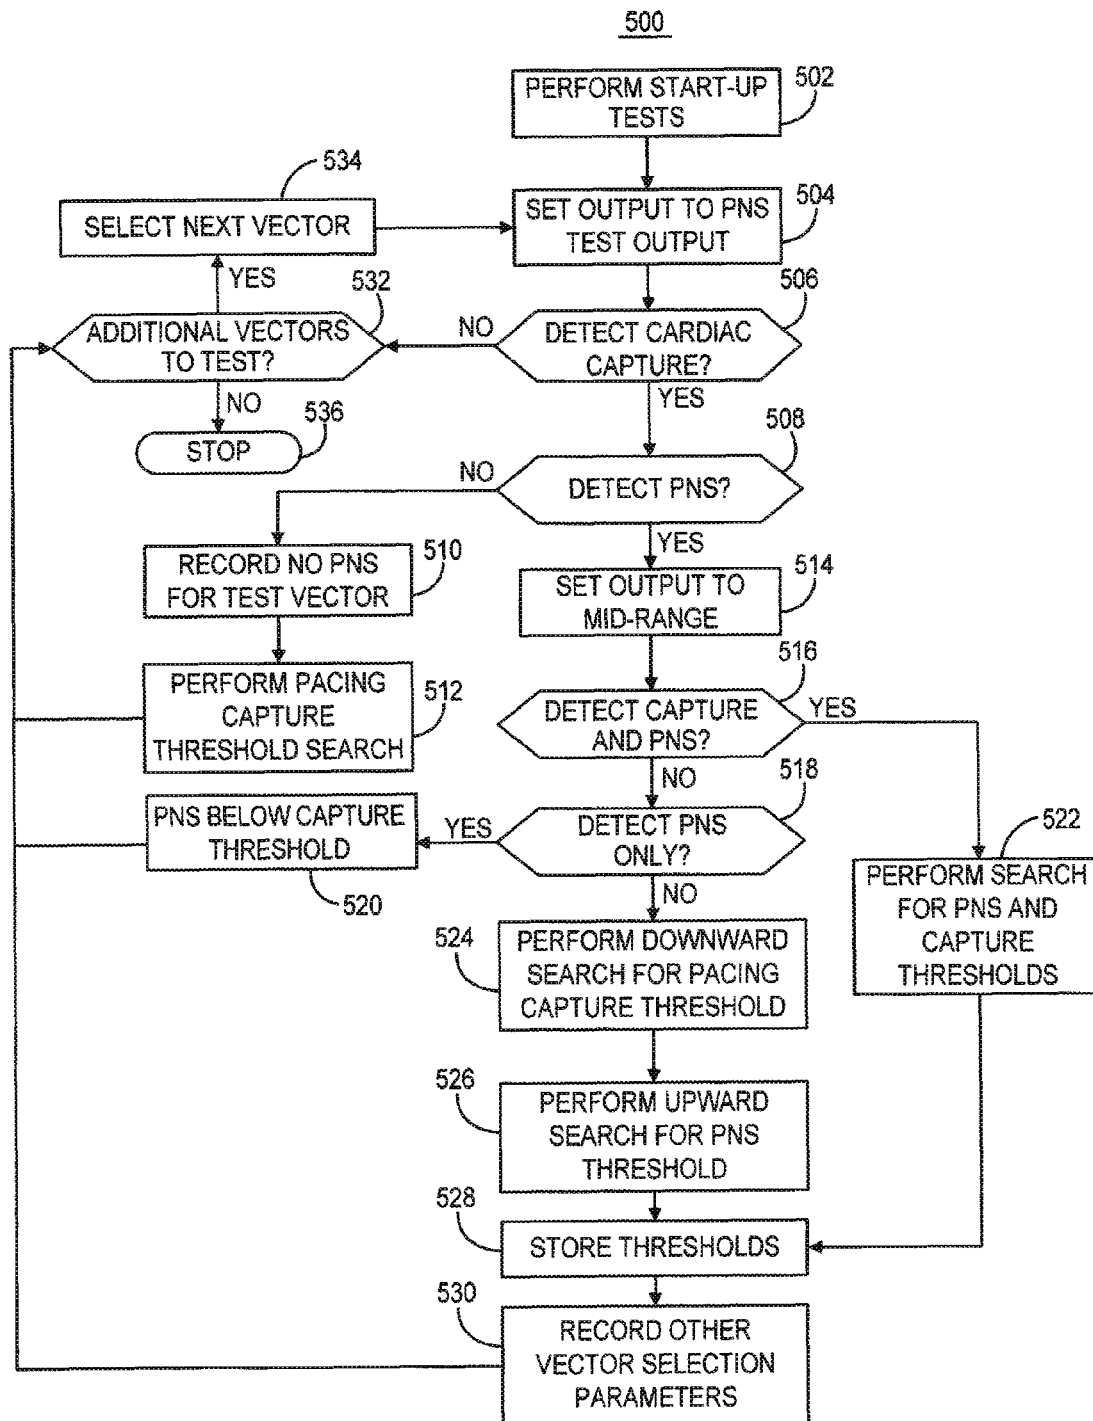 500
PERFORM START-UP
TESTS
502
534
SELECT NEXT VECTOR
SET OUTPUT TO PNS
TEST OUTPUT
504
YES
532
506
ADDITIONAL VECTORS
TO TEST?
NO
DETECT CARDIAC
CAPTURE?
NO
YES
536
STOP
508
NO
DETECT PNS?
YES
RECORD NO PNS
FOR TEST VECTOR
510
SET OUTPUT TO
MID-RANGE
514
516
PERFORM PACING
CAPTURE
THRESHOLD SEARCH
512
DETECT CAPTURE
AND PNS?
YES
NO
518
PNS BELOW CAPTURE
THRESHOLD
YES
DETECT PNS
ONLY?
522
520
NO
PERFORM SEARCH
FOR PNS AND
CAPTURE
THRESHOLDS
524
PERFORM DOWNWARD
SEARCH FOR PACING
CAPTURE THRESHOLD
526
PERFORM UPWARD
SEARCH FOR PNS
THRESHOLD
528
STORE THRESHOLDS
530
RECORD OTHER
VECTOR SELECTION
PARAMETERS